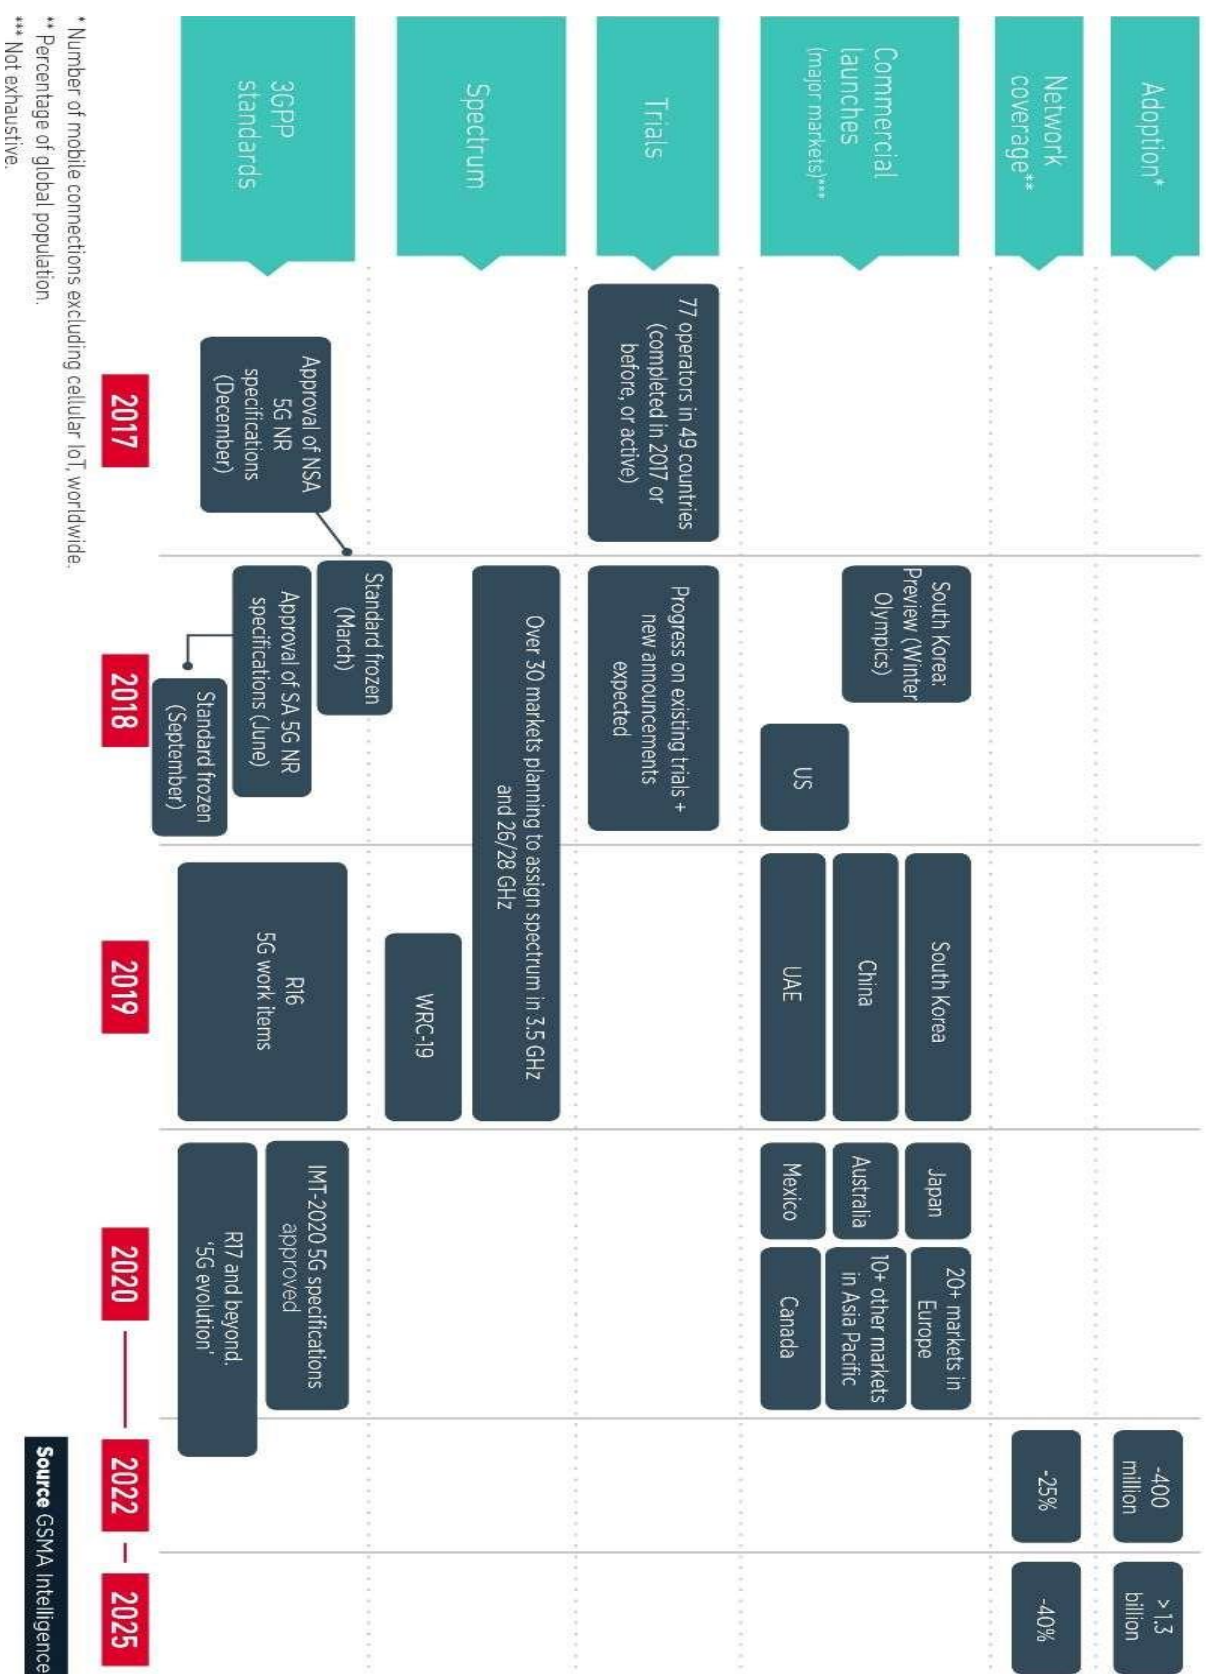 Adoption*
-400
million
>1.3
billion
Network
coverage**
-25%
-40%
Commercial
launches
(major markets)***
South Korea:
Preview (Winter
Olympics)
US
South Korea
China
UAE
Japan
20+ markets in
Europe
Australia
10+ other markets
in Asia Pacific
Mexico
Canada
Trials
77 operators in 49 countries
(completed in 2017 or
before, or active)
Progress on existing trials +
new announcements
expected
Spectrum
Over 30 markets planning to assign spectrum in 3.5 GHz
and 26/28 GHz
WRC-19
3GPP
standards
Approval of NSA
5G NR
specifications
(December)
Standard frozen
(March)
Approval of SA 5G NR
specifications (June)
Standard frozen
(September)
R16
5G work items
IMT-2020 5G specifications
approved
R17 and beyond.
'5G evolution'
2017
2018
2019
2020
2022
2025
* Number of mobile connections excluding cellular IoT, worldwide.
** Percentage of global population.
*** Not exhaustive.
Source GSMA Intelligence